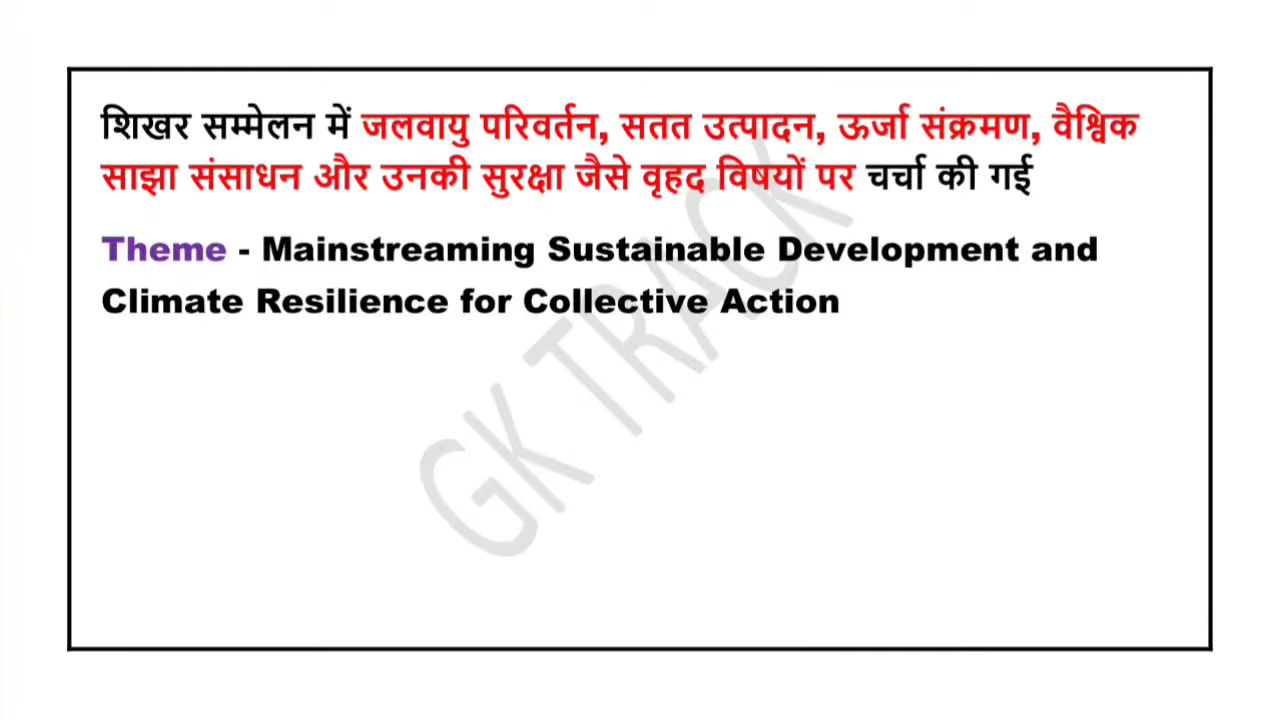 शिखर सम्मेलन में जलवायु परिवर्तन, सतत उत्पादन, ऊर्जा संक्रमण, वैश्विक
साझा संसाधन और उनकी सुरक्षा जैसे वृहद विषयों पर चर्चा की गई
Theme - Mainstreaming Sustainable Development and
Climate Resilience for Collective Action
GK TRACK